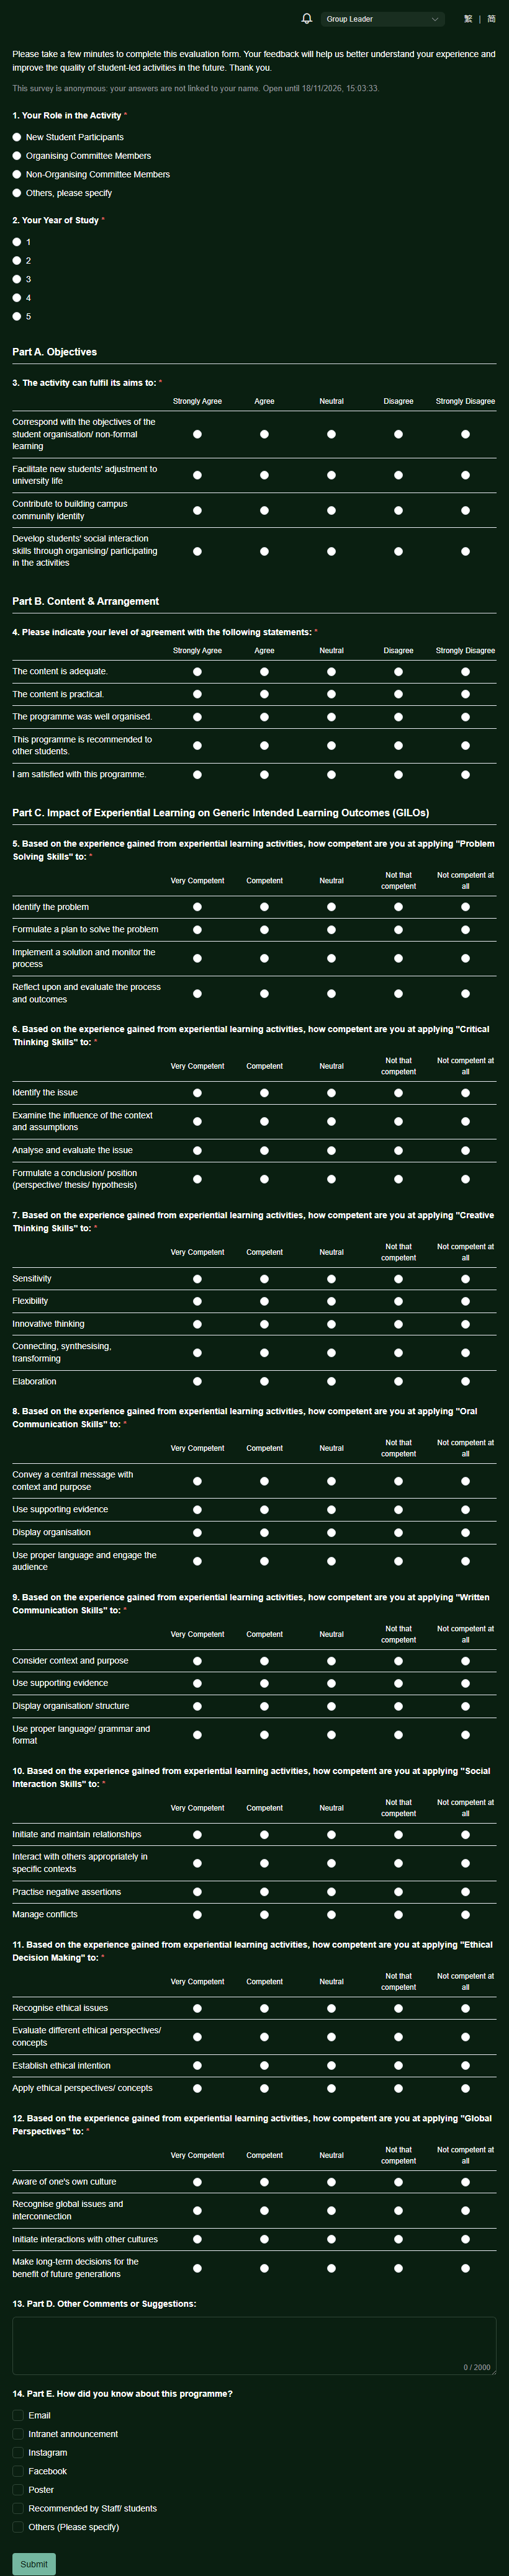 Group Leader
繁 | 简
Please take a few minutes to complete this evaluation form. Your feedback will help us better understand your experience and
improve the quality of student-led activities in the future. Thank you.
This survey is anonymous: your answers are not linked to your name. Open until 18/11/2026, 15:03:33.
1. Your Role in the Activity *
New Student Participants
Organising Committee Members
Non-Organising Committee Members
Others, please specify
2. Your Year of Study *
1
2
3
4
5
Part A. Objectives
3. The activity can fulfil its aims to: *
Strongly Agree Agree Neutral Disagree Strongly Disagree
Correspond with the objectives of the
student organisation/ non-formal
learning
Facilitate new students' adjustment to
university life
Contribute to building campus
community identity
Develop students' social interaction
skills through organising/ participating
in the activities
Part B. Content & Arrangement
4. Please indicate your level of agreement with the following statements: *
Strongly Agree Agree Neutral Disagree Strongly Disagree
The content is adequate.
The content is practical.
The programme was well organised.
This programme is recommended to
other students.
I am satisfied with this programme.
Part C. Impact of Experiential Learning on Generic Intended Learning Outcomes (GILOs)
5. Based on the experience gained from experiential learning activities, how competent are you at applying "Problem
Solving Skills" to: *
Very Competent Competent Neutral Not that competent Not competent at all
Identify the problem
Formulate a plan to solve the problem
Implement a solution and monitor the
process
Reflect upon and evaluate the process
and outcomes
6. Based on the experience gained from experiential learning activities, how competent are you at applying "Critical
Thinking Skills" to: *
Very Competent Competent Neutral Not that competent Not competent at all
Identify the issue
Examine the influence of the context
and assumptions
Analyse and evaluate the issue
Formulate a conclusion/ position
(perspective/ thesis/ hypothesis)
7. Based on the experience gained from experiential learning activities, how competent are you at applying "Creative
Thinking Skills" to: *
Very Competent Competent Neutral Not that competent Not competent at all
Sensitivity
Flexibility
Innovative thinking
Connecting, synthesising,
transforming
Elaboration
8. Based on the experience gained from experiential learning activities, how competent are you at applying "Oral
Communication Skills" to: *
Very Competent Competent Neutral Not that competent Not competent at all
Convey a central message with
context and purpose
Use supporting evidence
Display organisation
Use proper language and engage the
audience
9. Based on the experience gained from experiential learning activities, how competent are you at applying "Written
Communication Skills" to: *
Very Competent Competent Neutral Not that competent Not competent at all
Consider context and purpose
Use supporting evidence
Display organisation/ structure
Use proper language/ grammar and
format
10. Based on the experience gained from experiential learning activities, how competent are you at applying "Social
Interaction Skills" to: *
Very Competent Competent Neutral Not that competent Not competent at all
Initiate and maintain relationships
Interact with others appropriately in
specific contexts
Practise negative assertions
Manage conflicts
11. Based on the experience gained from experiential learning activities, how competent are you at applying "Ethical
Decision Making" to: *
Very Competent Competent Neutral Not that competent Not competent at all
Recognise ethical issues
Evaluate different ethical perspectives/
concepts
Establish ethical intention
Apply ethical perspectives/ concepts
12. Based on the experience gained from experiential learning activities, how competent are you at applying "Global
Perspectives" to: *
Very Competent Competent Neutral Not that competent Not competent at all
Aware of one's own culture
Recognise global issues and
interconnection
Initiate interactions with other cultures
Make long-term decisions for the
benefit of future generations
13. Part D. Other Comments or Suggestions:
0 / 2000
14. Part E. How did you know about this programme?
Email
Intranet announcement
Instagram
Facebook
Poster
Recommended by Staff/ students
Others (Please specify)
Submit